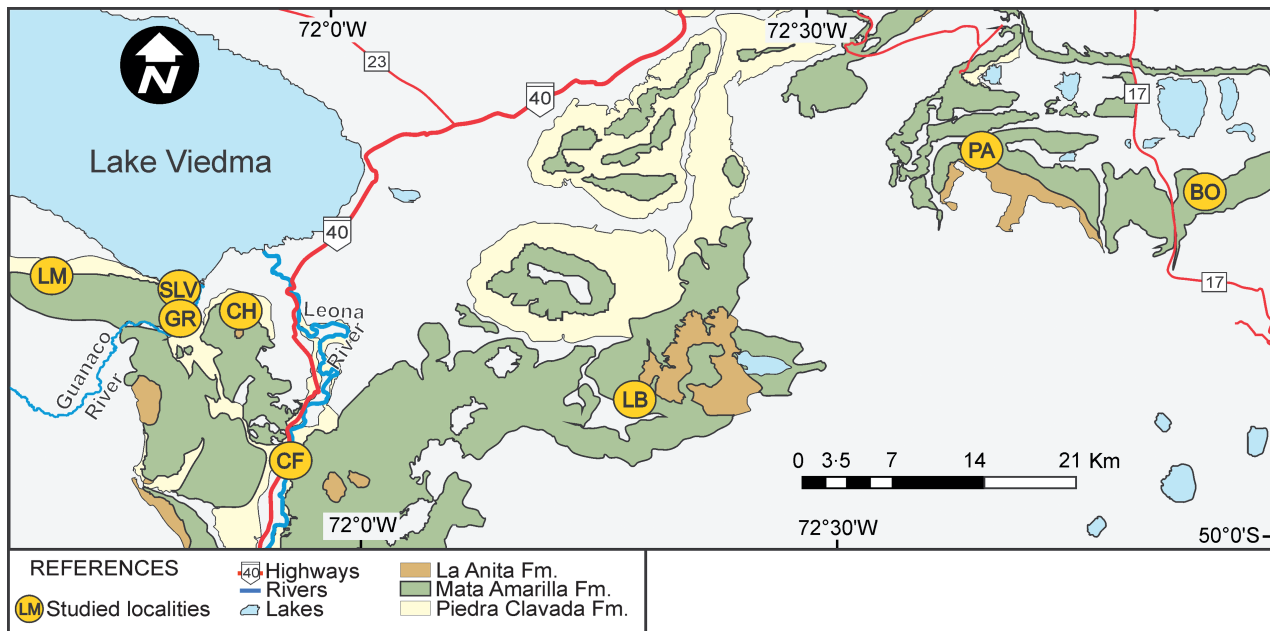 72°0'W
72°30'W
N
23
40
17
Lake Viedma
PA
BO
40
LM
SLV
GR
CH
Leona
River
17
Guanaco
River
LB
CF
0 3·5 7 14 21 Km
72°0'W
72°30'W
50°0'S
REFERENCES
LM Studied localities
40 Highways
Rivers
Lakes
La Anita Fm.
Mata Amarilla Fm.
Piedra Clavada Fm.